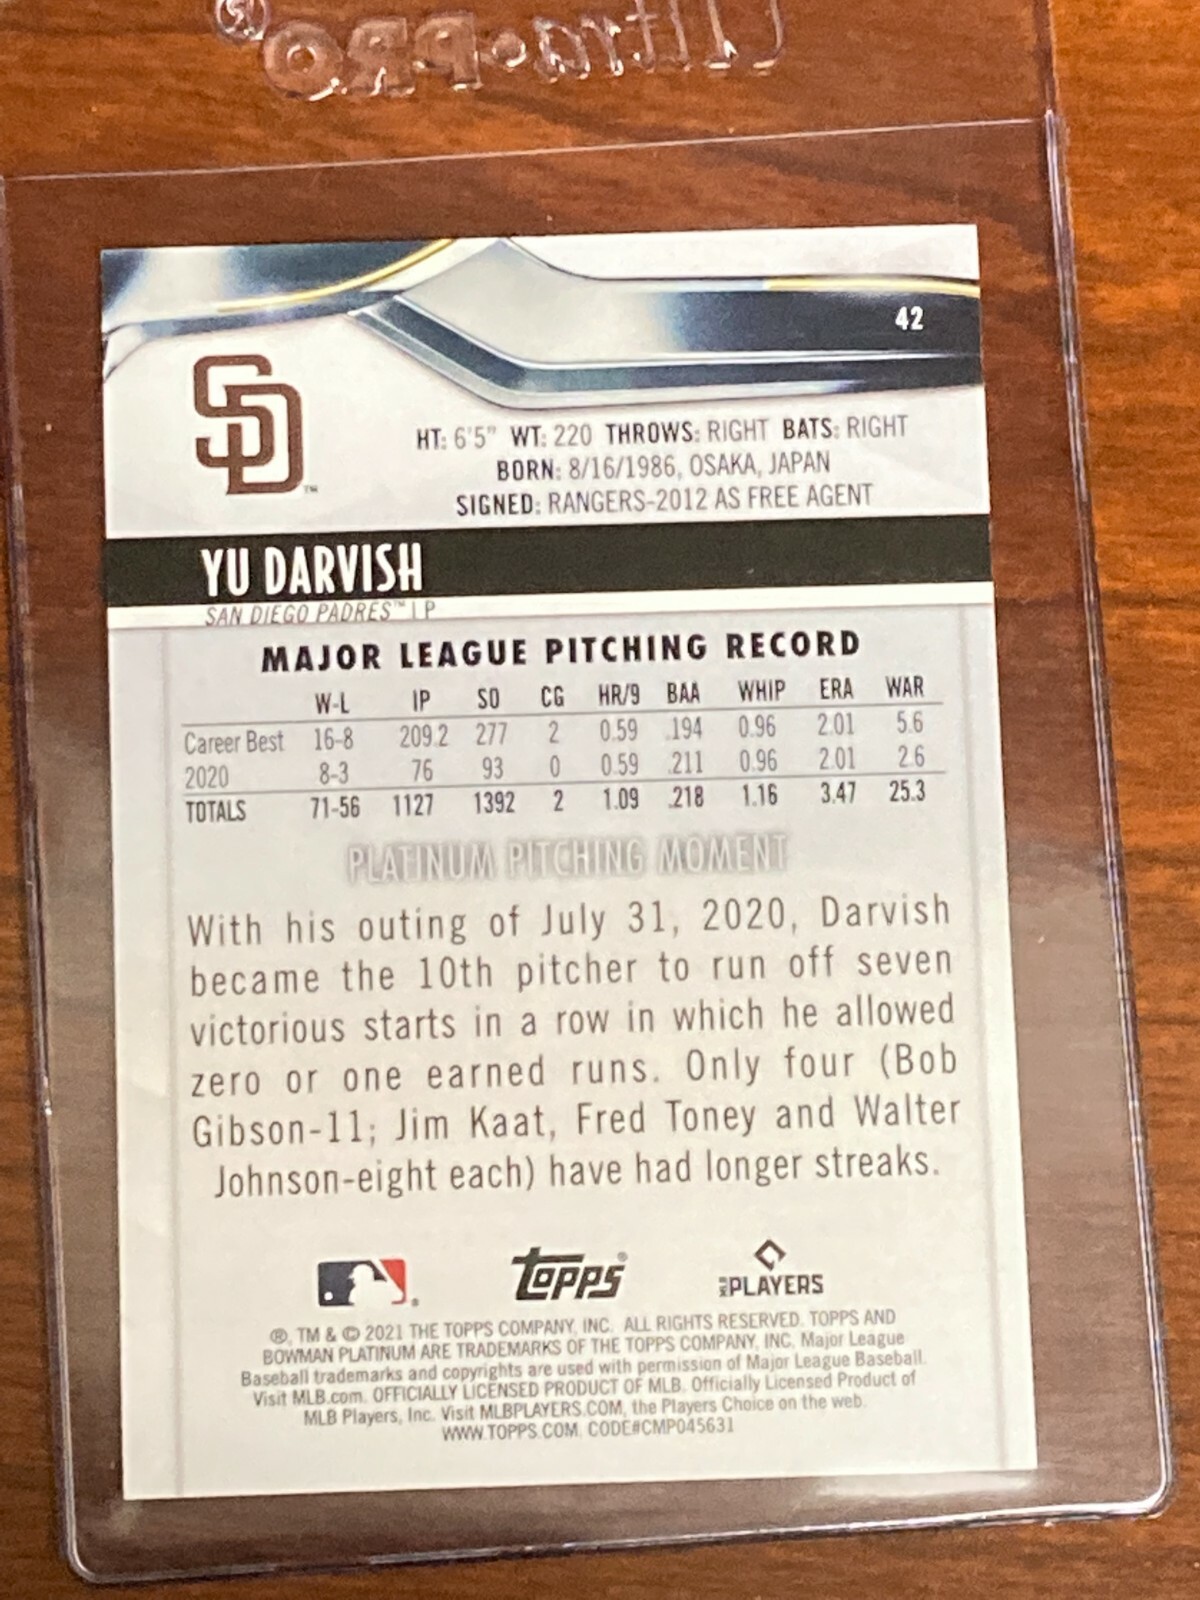 Ultra•PRO®
42
SD™
HT: 6'5" WT: 220 THROWS: RIGHT BATS: RIGHT
BORN: 8/16/1986, OSAKA, JAPAN
SIGNED: RANGERS-2012 AS FREE AGENT
YU DARVISH
SAN DIEGO PADRES™ | P
MAJOR LEAGUE PITCHING RECORD
W-L IP SO CG HR/9 BAA WHIP ERA WAR
Career Best 16-8 209.2 277 2 0.59 .194 0.96 2.01 5.6
2020 8-3 76 93 0 0.59 .211 0.96 2.01 2.6
TOTALS 71-56 1127 1392 2 1.09 .218 1.16 3.47 25.3
PLATINUM PITCHING MOMENT
With his outing of July 31, 2020, Darvish
became the 10th pitcher to run off seven
victorious starts in a row in which he allowed
zero or one earned runs. Only four (Bob
Gibson-11; Jim Kaat, Fred Toney and Walter
Johnson-eight each) have had longer streaks.
topps®
MLB PLAYERS
®, TM & © 2021 THE TOPPS COMPANY, INC. ALL RIGHTS RESERVED. TOPPS AND
BOWMAN PLATINUM ARE TRADEMARKS OF THE TOPPS COMPANY, INC. Major League
Baseball trademarks and copyrights are used with permission of Major League Baseball.
Visit MLB.com. OFFICIALLY LICENSED PRODUCT OF MLB. Officially Licensed Product of
MLB Players, Inc. Visit MLBPLAYERS.COM, the Players Choice on the web.
WWW.TOPPS.COM. CODE#CMP045631